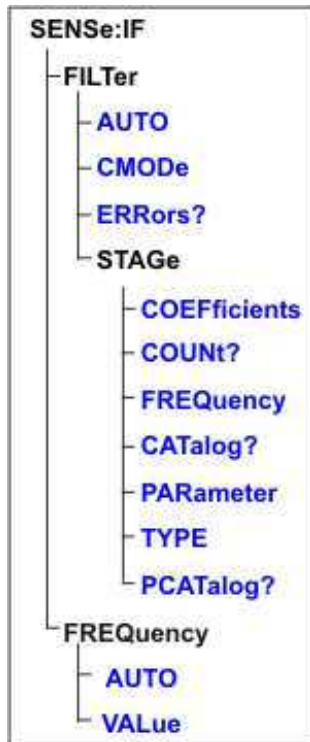 SENSe:IF
FILTer
AUTO
CMODe
ERRors?
STAGe
COEFficients
COUNt?
FREQuency
CATalog?
PARameter
TYPE
PCATalog?
FREQuency
AUTO
VALue